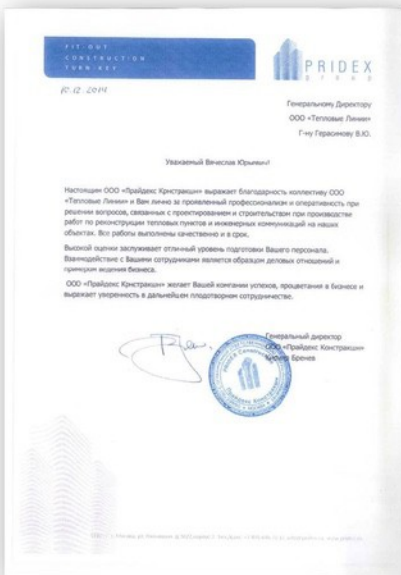 FIT-OUT
CONSTRUCTION
TURN-KEY
PRIDEX
group
10.12.2014
Генеральному Директору
ООО «Тепловые Линии»
Г-ну Герасимову В.Ю.
Уважаемый Вячеслав Юрьевич!
Настоящим ООО «Прайдекс Крнстракшн» выражает благодарность коллективу ООО
«Тепловые Линии» и Вам лично за проявленный профессионализм и оперативность при
решении вопросов, связанных с проектированием и строительством при производстве
работ по реконструкции тепловых пунктов и инженерных коммуникаций на наших
объектах. Все работы выполнены качественно и в срок.
Высокой оценки заслуживает отличный уровень подготовки Вашего персонала.
Взаимодействие с Вашими сотрудниками является образцом деловых отношений и
примером ведения бизнеса.
ООО «Прайдекс Крнстракшн» желает Вашей компании успехов, процветания в бизнесе и
выражает уверенность в дальнейшем плодотворном сотрудничестве.
Генеральный директор
ООО «Прайдекс Констракшн»
Бренев